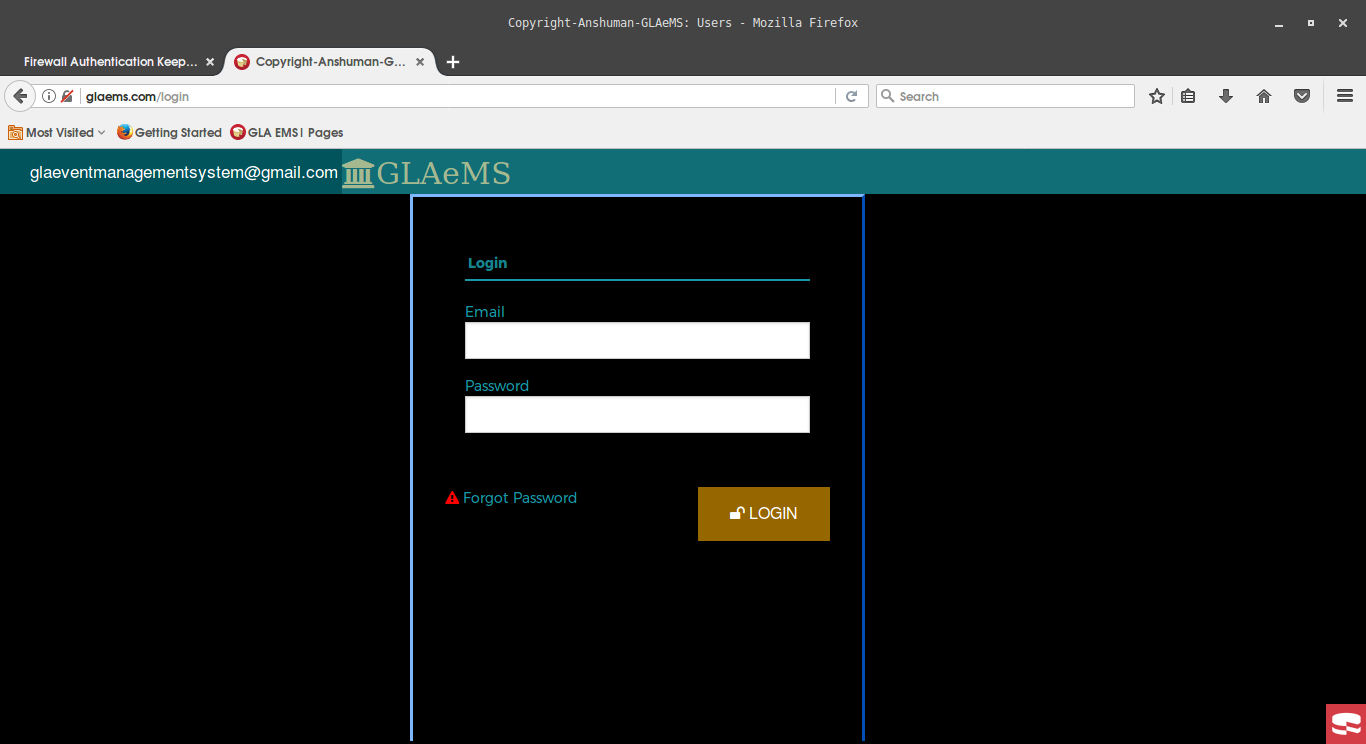 Copyright-Anshuman-GLAeMS: Users - Mozilla Firefox
Firewall Authentication Keep...
Copyright-Anshuman-G...
glaems.com/login
Search
Most Visited
Getting Started
GLA EMS| Pages
glaeventmanagementsystem@gmail.com
GLAeMS
Login
Email
Password
Forgot Password
LOGIN